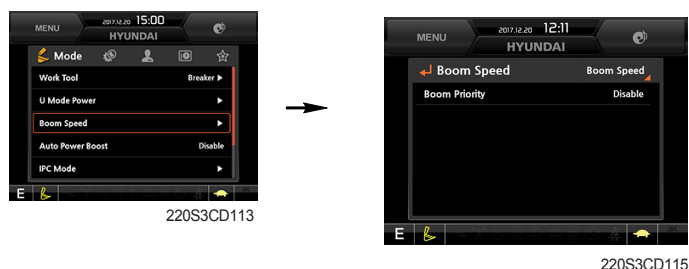 MENU
2017.12.20 15:00
HYUNDAI
Mode
Work Tool Breaker
U Mode Power
Boom Speed
Auto Power Boost Disable
IPC Mode
E
220S3CD113
MENU
2017.12.20 12:11
HYUNDAI
Boom Speed Boom Speed
Boom Priority Disable
E
220S3CD115